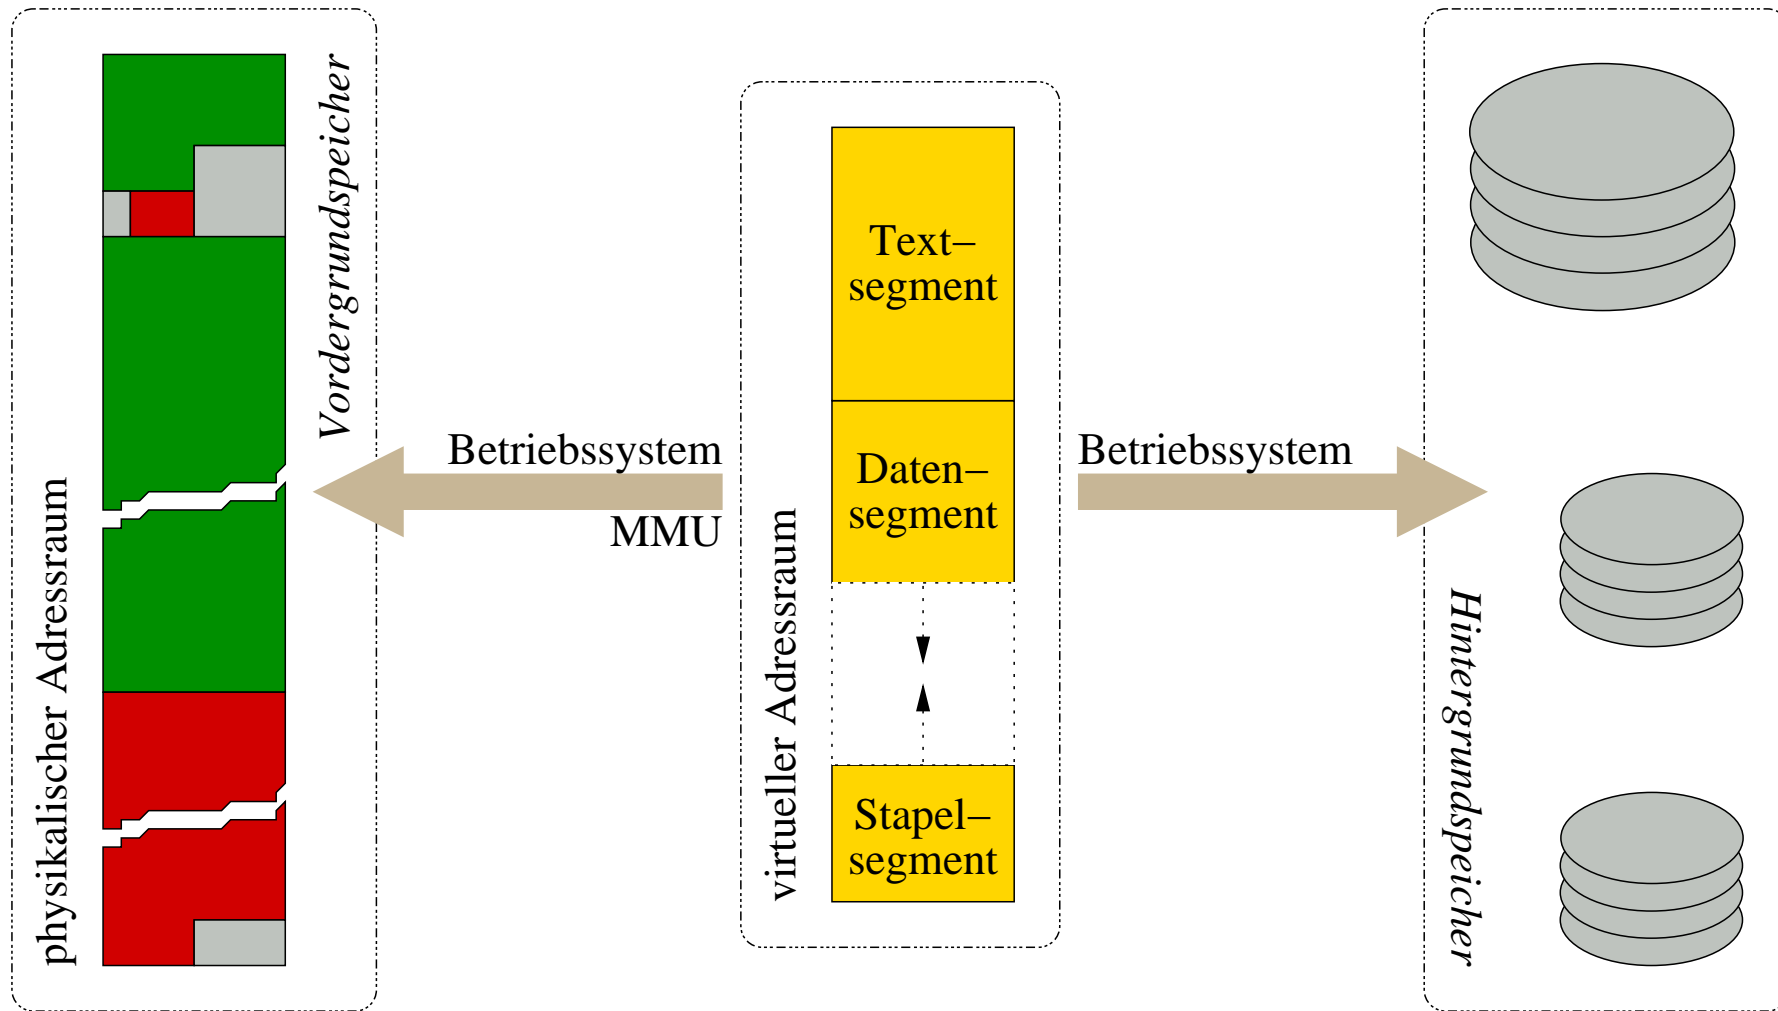 physikalischer Adressraum
Vordergrundspeicher
Betriebssystem
MMU
virtueller Adressraum
Text–
segment
Daten–
segment
Stapel–
segment
Betriebssystem
Hintergrundspeicher